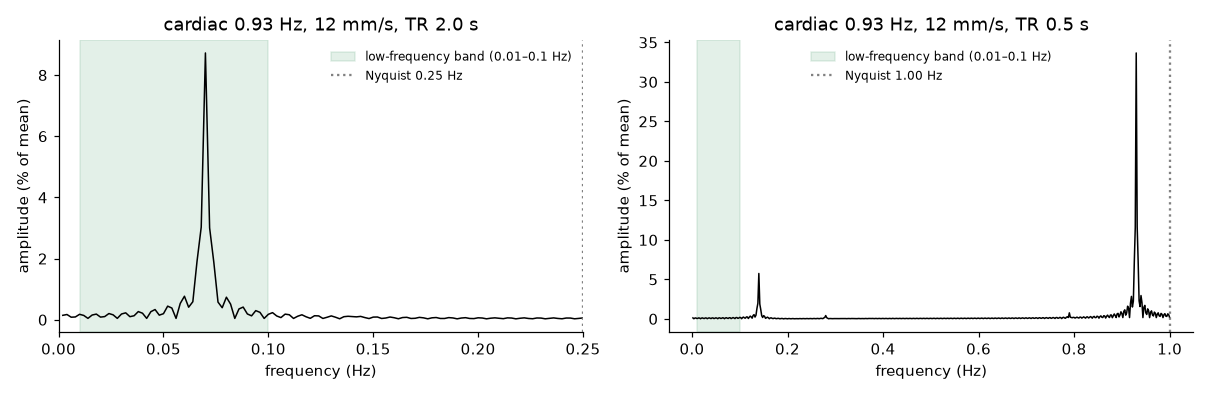 cardiac 0.93 Hz, 12 mm/s, TR 2.0 s
low-frequency band (0.01–0.1 Hz)
Nyquist 0.25 Hz
amplitude (% of mean)
8
6
4
2
0
0.00 0.05 0.10 0.15 0.20 0.25
frequency (Hz)
cardiac 0.93 Hz, 12 mm/s, TR 0.5 s
low-frequency band (0.01–0.1 Hz)
Nyquist 1.00 Hz
amplitude (% of mean)
35
30
25
20
15
10
5
0
0.0 0.2 0.4 0.6 0.8 1.0
frequency (Hz)